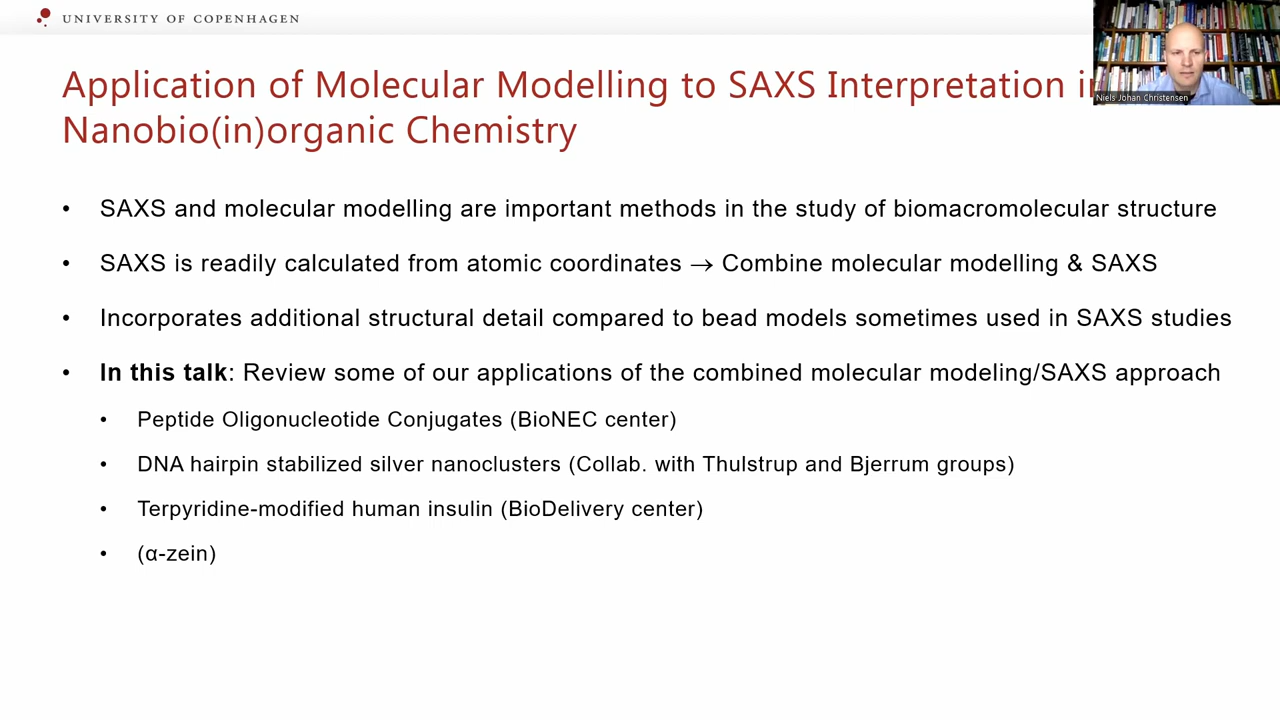 UNIVERSITY OF COPENHAGEN
Application of Molecular Modelling to SAXS Interpretation in
Nanobio(in)organic Chemistry
Niels Johan Christensen
• SAXS and molecular modelling are important methods in the study of biomacromolecular structure
• SAXS is readily calculated from atomic coordinates → Combine molecular modelling & SAXS
• Incorporates additional structural detail compared to bead models sometimes used in SAXS studies
• In this talk: Review some of our applications of the combined molecular modeling/SAXS approach
• Peptide Oligonucleotide Conjugates (BioNEC center)
• DNA hairpin stabilized silver nanoclusters (Collab. with Thulstrup and Bjerrum groups)
• Terpyridine-modified human insulin (BioDelivery center)
• (α-zein)